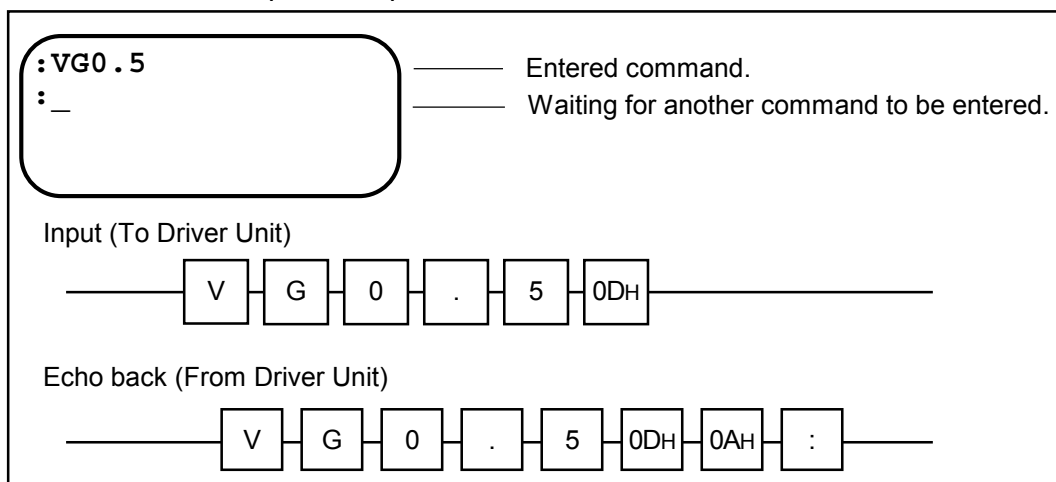 :VG0.5
Entered command.
:_
Waiting for another command to be entered.
Input (To Driver Unit)
V G 0 . 5 0DH
Echo back (From Driver Unit)
V G 0 . 5 0DH 0AH :